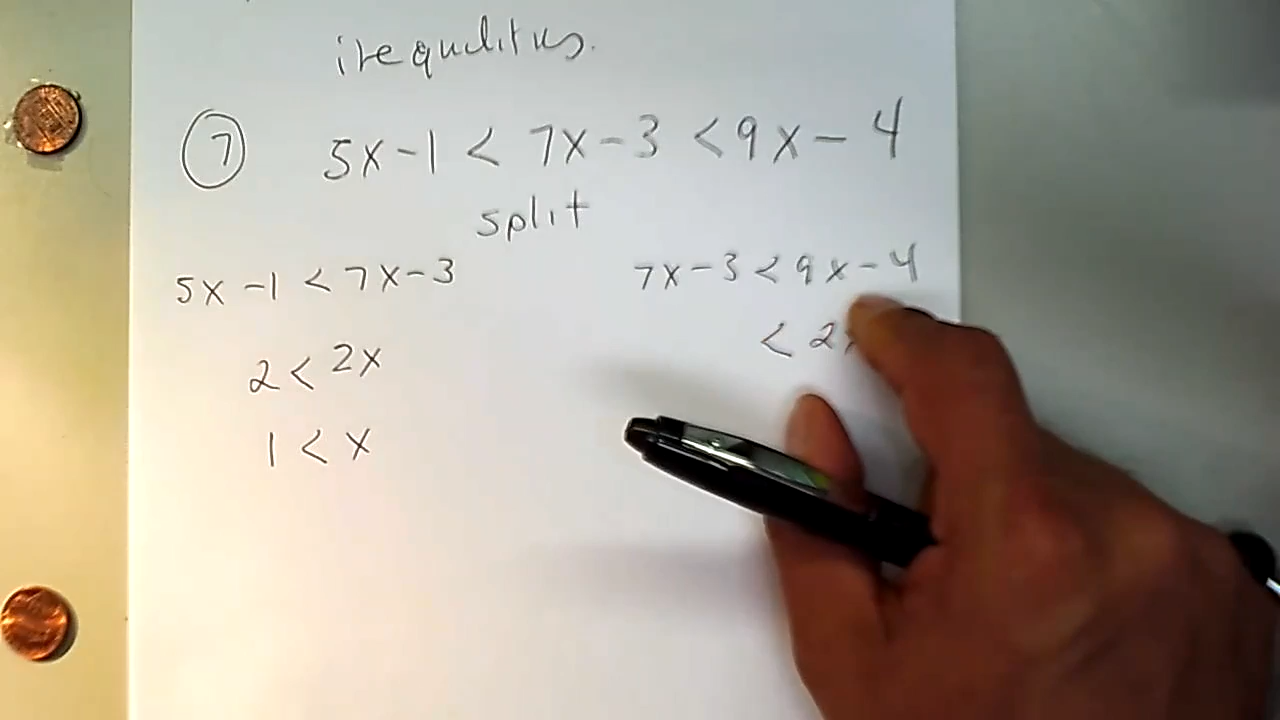 inequalities.
7 5x-1 < 7x-3 < 9x-4
split
5x-1 < 7x-3
7x-3 < 9x-4
2 < 2x
< 2x
1 < x